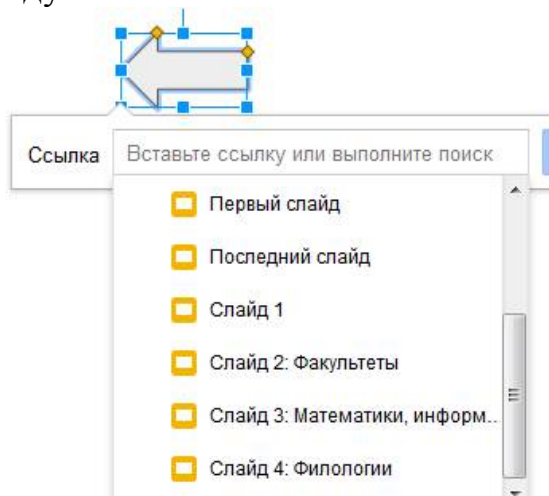 Ссылка Вставьте ссылку или выполните поиск
Первый слайд
Последний слайд
Слайд 1
Слайд 2: Факультеты
Слайд 3: Математики, информ...
Слайд 4: Филологии